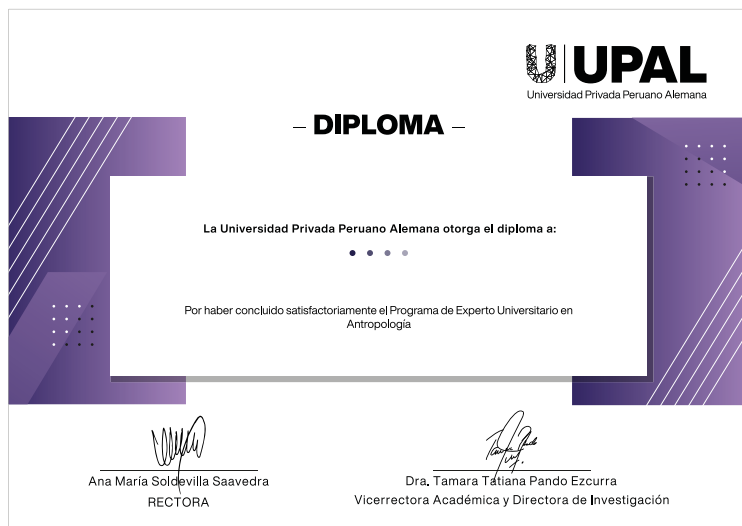 UPAL
Universidad Privada Peruano Alemana
– DIPLOMA –
La Universidad Privada Peruano Alemana otorga el diploma a:
Por haber concluido satisfactoriamente el Programa de Experto Universitario en
Antropología
Ana María Soldevilla Saavedra
RECTORA
Dra. Tamara Tatiana Pando Ezcurra
Vicerrectora Académica y Directora de Investigación